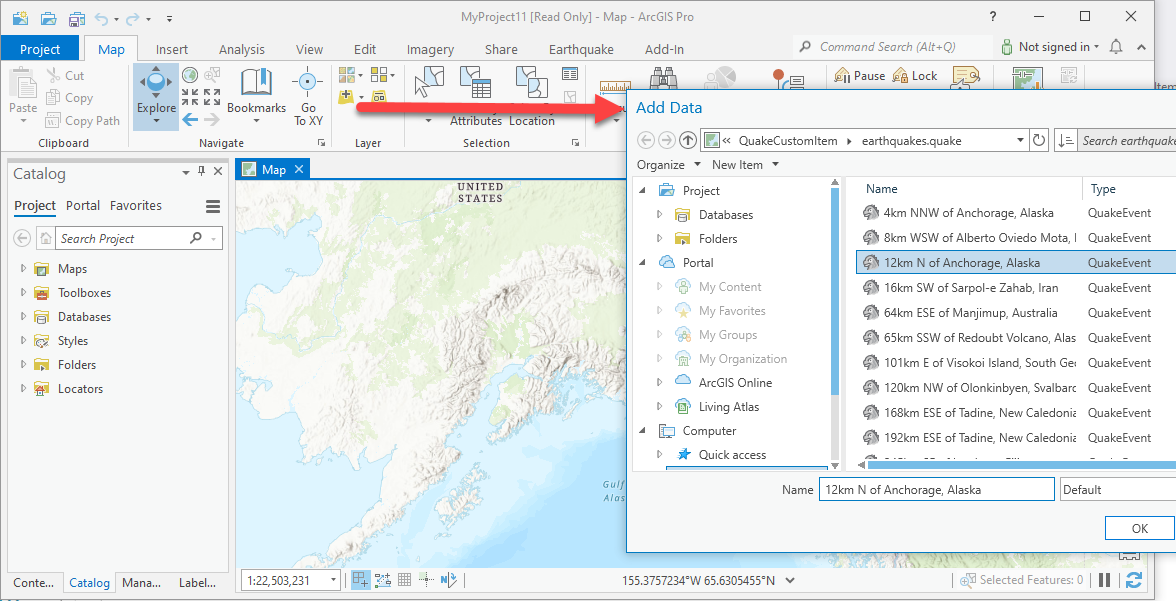 MyProject11 [Read Only] - Map - ArcGIS Pro
?
Project Map Insert Analysis View Edit Imagery Share Earthquake Add-In
Command Search (Alt+Q)
Not signed in
Paste
Cut
Copy
Copy Path
Clipboard
Explore
Bookmarks
Go
To XY
Navigate
Layer
Attributes
Location
Selection
Pause
Lock
Catalog
Project Portal Favorites
Search Project
Maps
Toolboxes
Databases
Styles
Folders
Locators
Conte... Catalog Mana... Label...
Map
UNITED
STATES
Gulf
Alas
1:22,503,231
N
155.3757234°W 65.6305455°N
Selected Features: 0
Add Data
« QuakeCustomItem earthquakes.quake
Search earthquake
Organize New Item
Project
Databases
Folders
Portal
My Content
My Favorites
My Groups
My Organization
ArcGIS Online
Living Atlas
Computer
Quick access
Name Type
4km NNW of Anchorage, Alaska QuakeEvent
8km WSW of Alberto Oviedo Mota, QuakeEvent
12km N of Anchorage, Alaska QuakeEvent
16km SW of Sarpol-e Zahab, Iran QuakeEvent
64km ESE of Manjimup, Australia QuakeEvent
65km SSW of Redoubt Volcano, Alas QuakeEvent
101km E of Visokoi Island, South Geo QuakeEvent
120km NW of Olonkinbyen, Svalbard QuakeEvent
168km ESE of Tadine, New Caledonia QuakeEvent
192km ESE of Tadine, New Caledonia QuakeEvent
Name 12km N of Anchorage, Alaska Default
OK